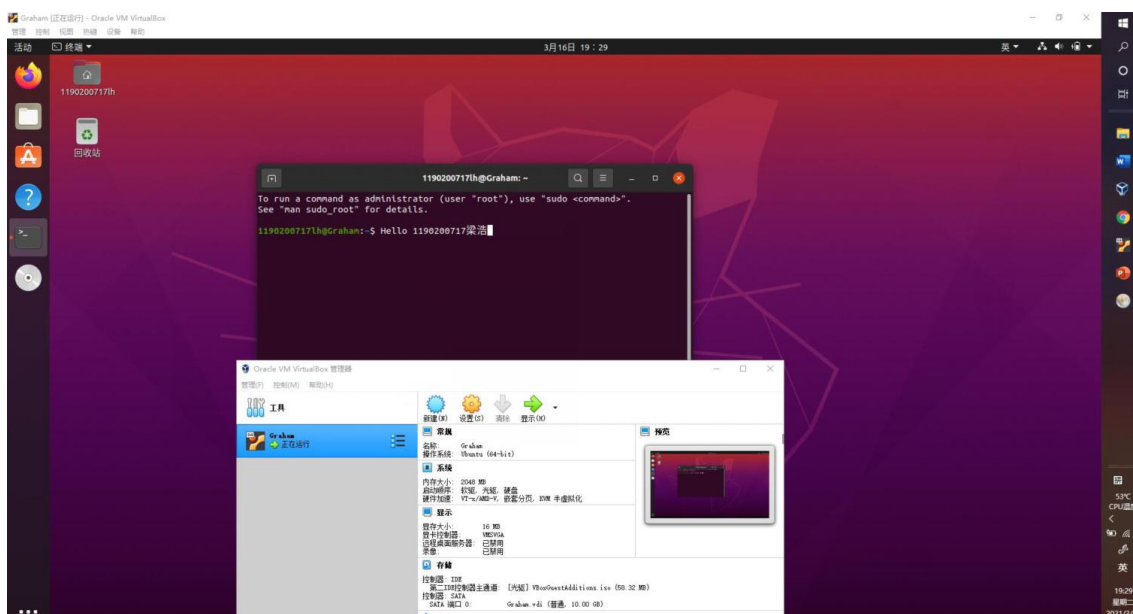 Graham [正在运行] - Oracle VM VirtualBox
管理 控制 视图 热键 设备 帮助
活动 终端 3月16日 19：29 英
1190200717lh
回收站
1190200717lh@Graham: ~
To run a command as administrator (user "root"), use "sudo <command>".
See "man sudo_root" for details.
1190200717lh@Graham:~$ Hello 1190200717梁浩
Oracle VM VirtualBox 管理器
管理(F) 控制(M) 帮助(H)
工具
新建(N) 设置(S) 清除 显示(H)
Graham
正在运行
常规
名称: Graham
操作系统: Ubuntu (64-bit)
系统
内存大小: 2048 MB
启动顺序: 软驱, 光驱, 硬盘
硬件加速: VT-x/AMD-V, 嵌套分页, KVM 半虚拟化
显示
显存大小: 16 MB
显卡控制器: VMSVGA
远程桌面服务器: 已禁用
录像: 已禁用
存储
控制器: IDE
第二IDE控制器主通道: [光驱] VBoxGuestAdditions.iso (58.32 MB)
控制器: SATA
SATA 端口 0: Graham.vdi (普通, 10.00 GB)
预览
53°C
CPU温
英
19:29
星期二